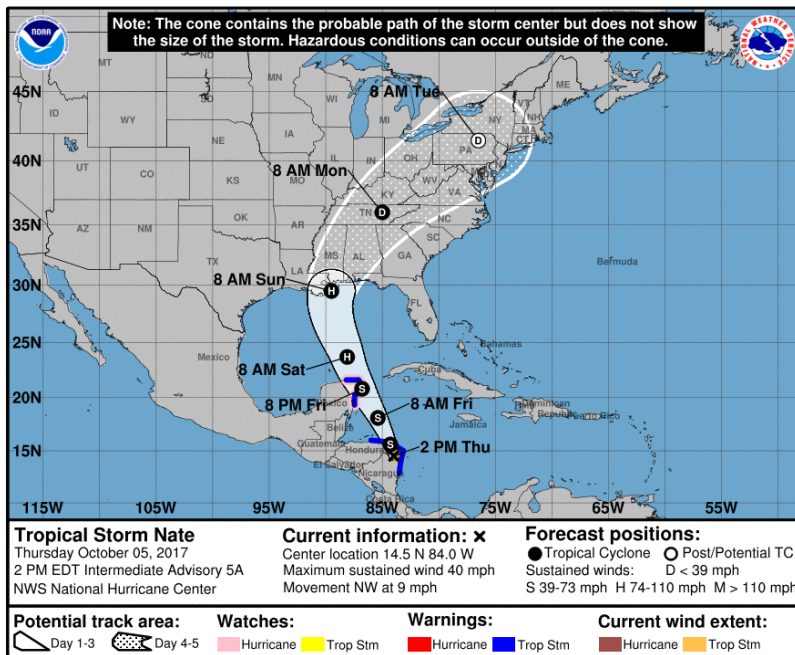 Note: The cone contains the probable path of the storm center but does not show
the size of the storm. Hazardous conditions can occur outside of the cone.
NOAA
NATIONAL WEATHER SERVICE
MT
ND
MN
ME
8 AM Tue
45N
ID
SD
WI
VT
WY
MI
NY
NH
MA
CT
IA
D
PA
40N
NE
IL
IN
OH
UT
CO
8 AM Mon
WV
KS
MO
KY
VA
D
TN
NC
35N
AZ
NM
OK
AR
SC
MS
AL
GA
TX
LA
Bermuda
30N
8 AM Sun
H
FL
25N
Bahamas
Mexico
H
8 AM Sat
Cuba
20N
8 PM Fri
S
8 AM Fri
Dominican
Republic
Puerto Rico
Mexico
S
Jamaica
Belize
15N
Guatemala
S
2 PM Thu
Honduras
El Salvador
Nicaragua
Costa Rica
115W 105W 95W 85W 75W 65W 55W
Tropical Storm Nate
Thursday October 05, 2017
2 PM EDT Intermediate Advisory 5A
NWS National Hurricane Center
Current information: ×
Center location 14.5 N 84.0 W
Maximum sustained wind 40 mph
Movement NW at 9 mph
Forecast positions:
Tropical Cyclone Post/Potential TC
Sustained winds: D < 39 mph
S 39-73 mph H 74-110 mph M > 110 mph
Potential track area:
Day 1-3 Day 4-5
Watches:
Hurricane Trop Stm
Warnings:
Hurricane Trop Stm
Current wind extent:
Hurricane Trop Stm